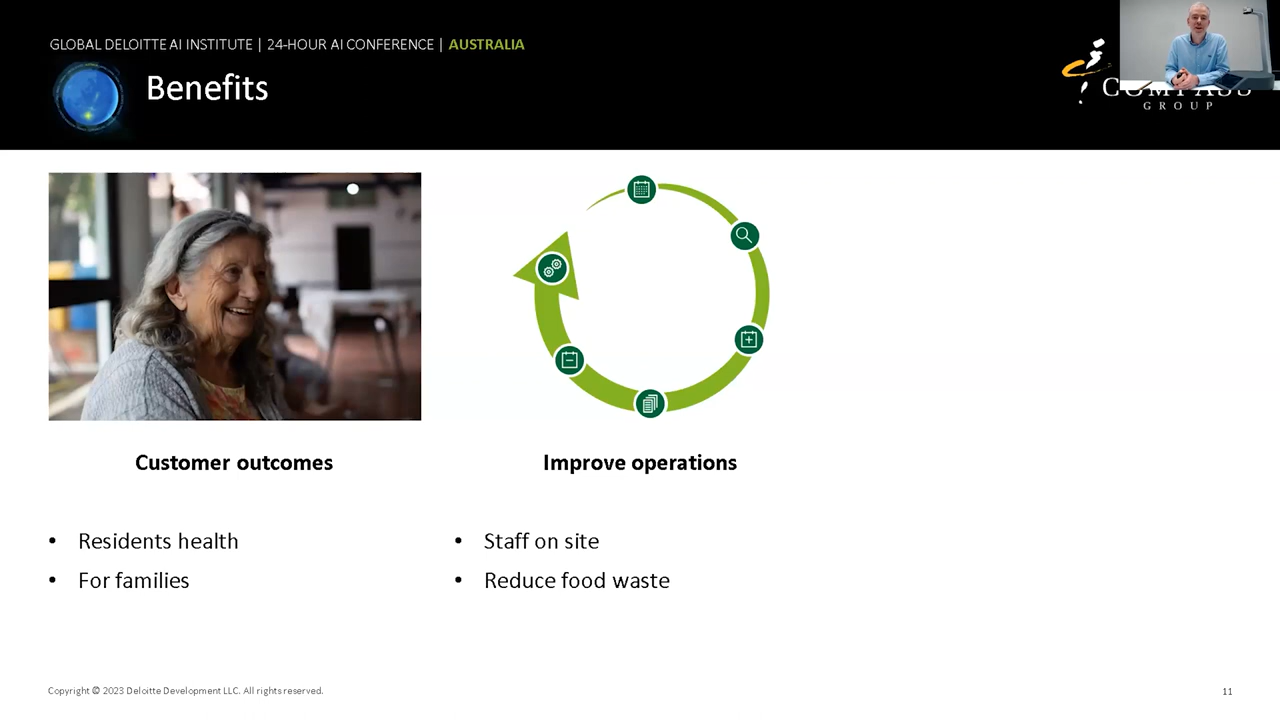 GLOBAL DELOITTE AI INSTITUTE | 24-HOUR AI CONFERENCE | AUSTRALIA
Benefits
COMPASS
GROUP
Customer outcomes
Improve operations
• Residents health
• For families
• Staff on site
• Reduce food waste
Copyright © 2023 Deloitte Development LLC. All rights reserved.
11